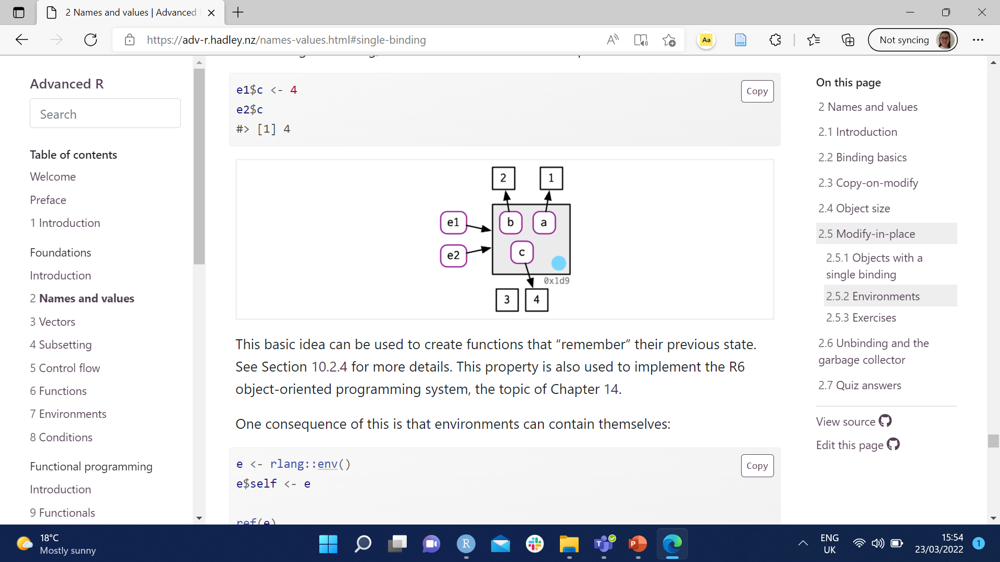 2 Names and values | Advanced
https://adv-r.hadley.nz/names-values.html#single-binding
Aa
Not syncing
Advanced R
Search
Table of contents
Welcome
Preface
1 Introduction
Foundations
Introduction
2 Names and values
3 Vectors
4 Subsetting
5 Control flow
6 Functions
7 Environments
8 Conditions
Functional programming
Introduction
9 Functionals
e1$c <- 4
e2$c
#> [1] 4
Copy
2 1
e1 b a
e2 c
0x1d9
3 4
This basic idea can be used to create functions that “remember” their previous state.
See Section 10.2.4 for more details. This property is also used to implement the R6
object-oriented programming system, the topic of Chapter 14.
One consequence of this is that environments can contain themselves:
e <- rlang::env()
e$self <- e
ref(e)
Copy
On this page
2 Names and values
2.1 Introduction
2.2 Binding basics
2.3 Copy-on-modify
2.4 Object size
2.5 Modify-in-place
2.5.1 Objects with a
single binding
2.5.2 Environments
2.5.3 Exercises
2.6 Unbinding and the
garbage collector
2.7 Quiz answers
View source
Edit this page
18°C
Mostly sunny
R
T
P
ENG
UK
15:54
23/03/2022
1